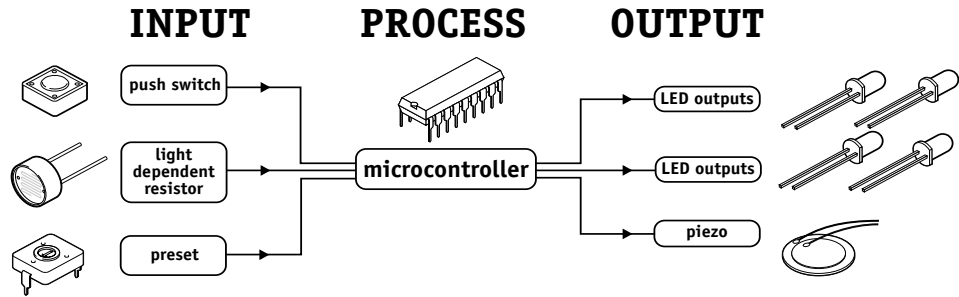 INPUT
PROCESS
OUTPUT
push switch
light
dependent
resistor
preset
microcontroller
LED outputs
LED outputs
piezo